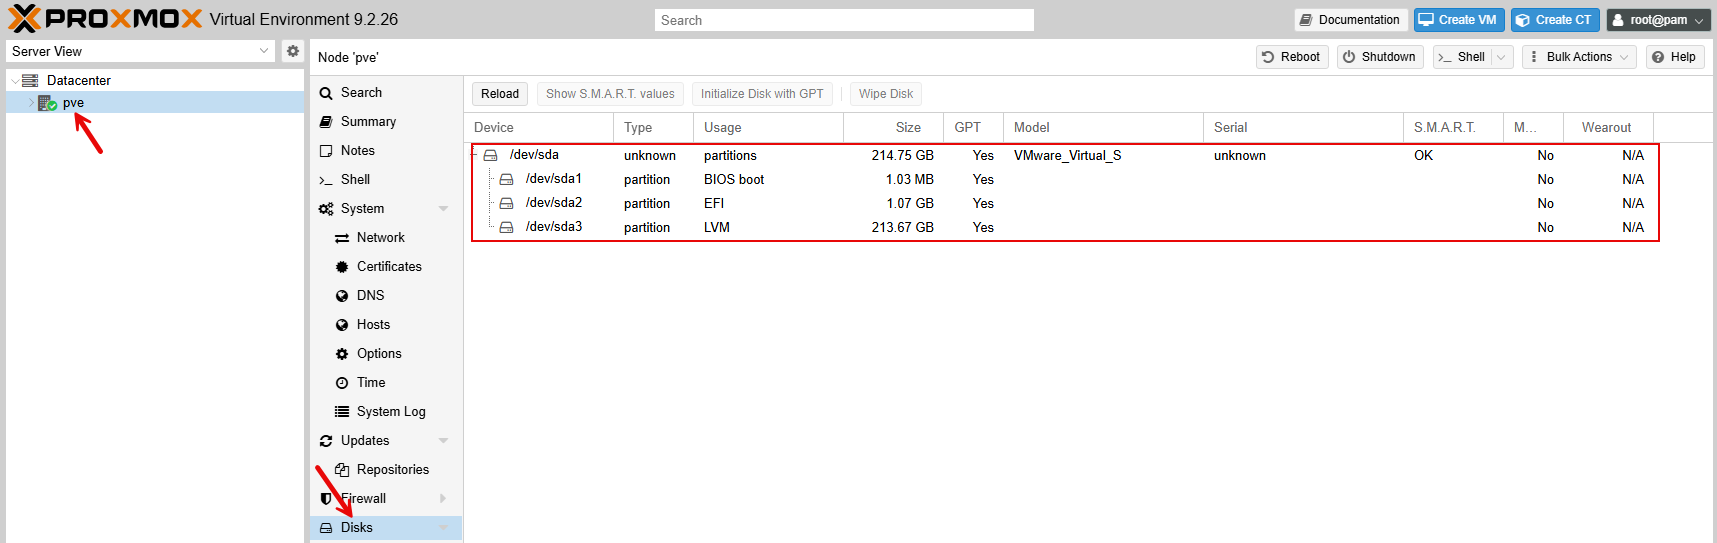 PROXMOX Virtual Environment 9.2.26 Search Documentation Create VM Create CT root@pam
Server View
Node 'pve' Reboot Shutdown >_ Shell Bulk Actions Help
Datacenter
pve
Search
Summary
Notes
>_ Shell
System
Network
Certificates
DNS
Hosts
Options
Time
System Log
Updates
Repositories
Firewall
Disks
Reload Show S.M.A.R.T. values Initialize Disk with GPT Wipe Disk
Device Type Usage Size GPT Model Serial S.M.A.R.T. M... Wearout
/dev/sda unknown partitions 214.75 GB Yes VMware_Virtual_S unknown OK No N/A
/dev/sda1 partition BIOS boot 1.03 MB Yes No N/A
/dev/sda2 partition EFI 1.07 GB Yes No N/A
/dev/sda3 partition LVM 213.67 GB Yes No N/A